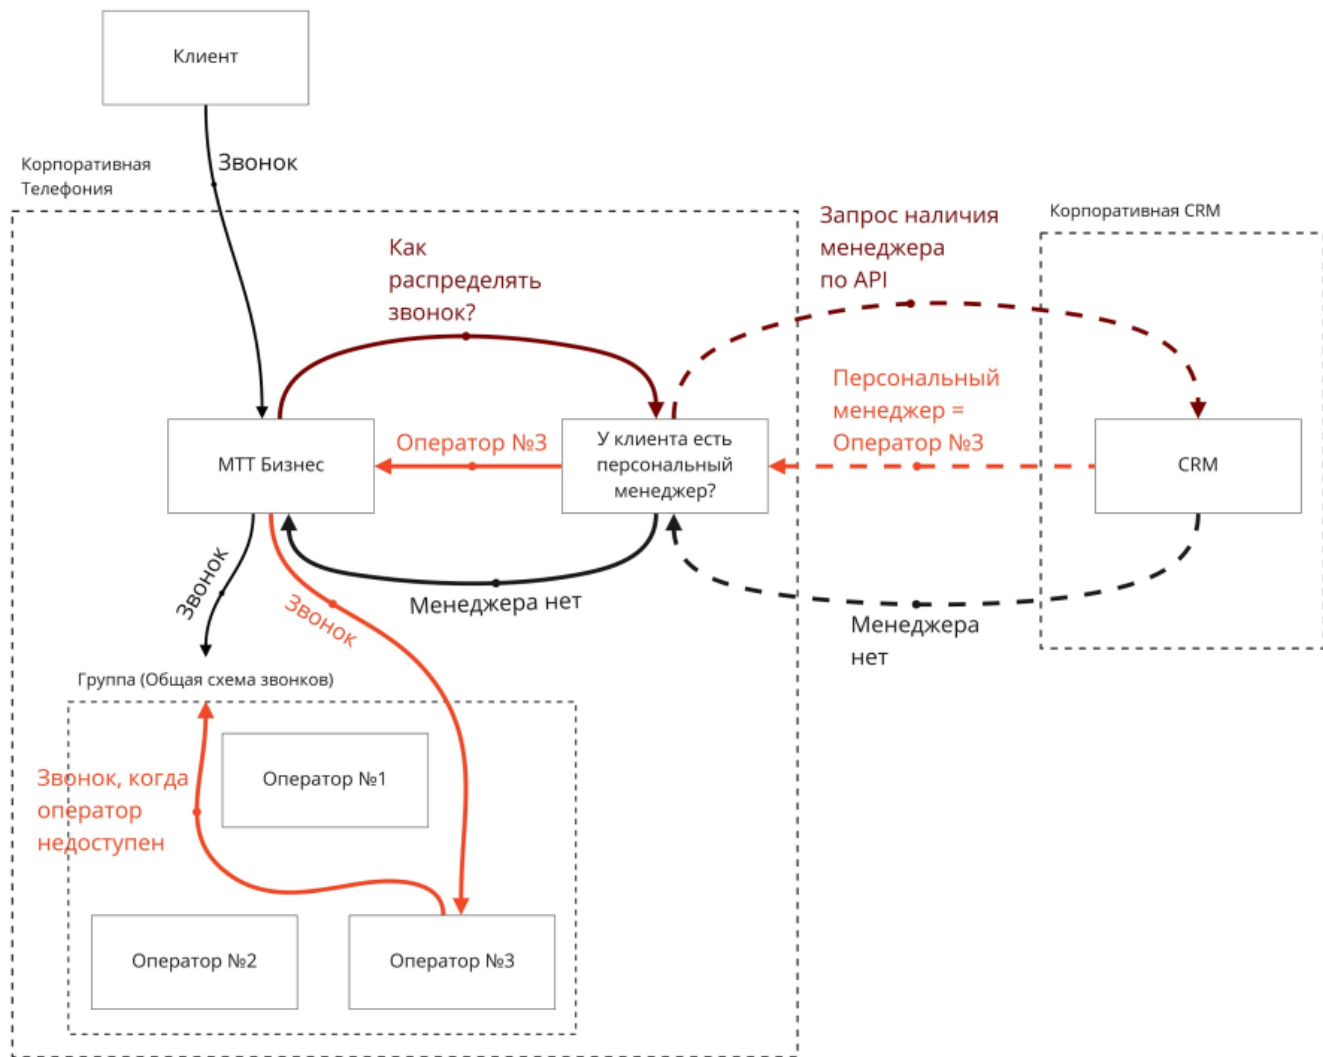 Клиент
Корпоративная
Телефония
Звонок
Как
распределять
звонок?
Запрос наличия
менеджера
по API
Корпоративная CRM
Персональный
менеджер =
Оператор №3
МТТ Бизнес
Оператор №3
У клиента есть
персональный
менеджер?
CRM
Звонок
Звонок
Менеджера нет
Менеджера
нет
Группа (Общая схема звонков)
Оператор №1
Звонок, когда
оператор
недоступен
Оператор №2
Оператор №3